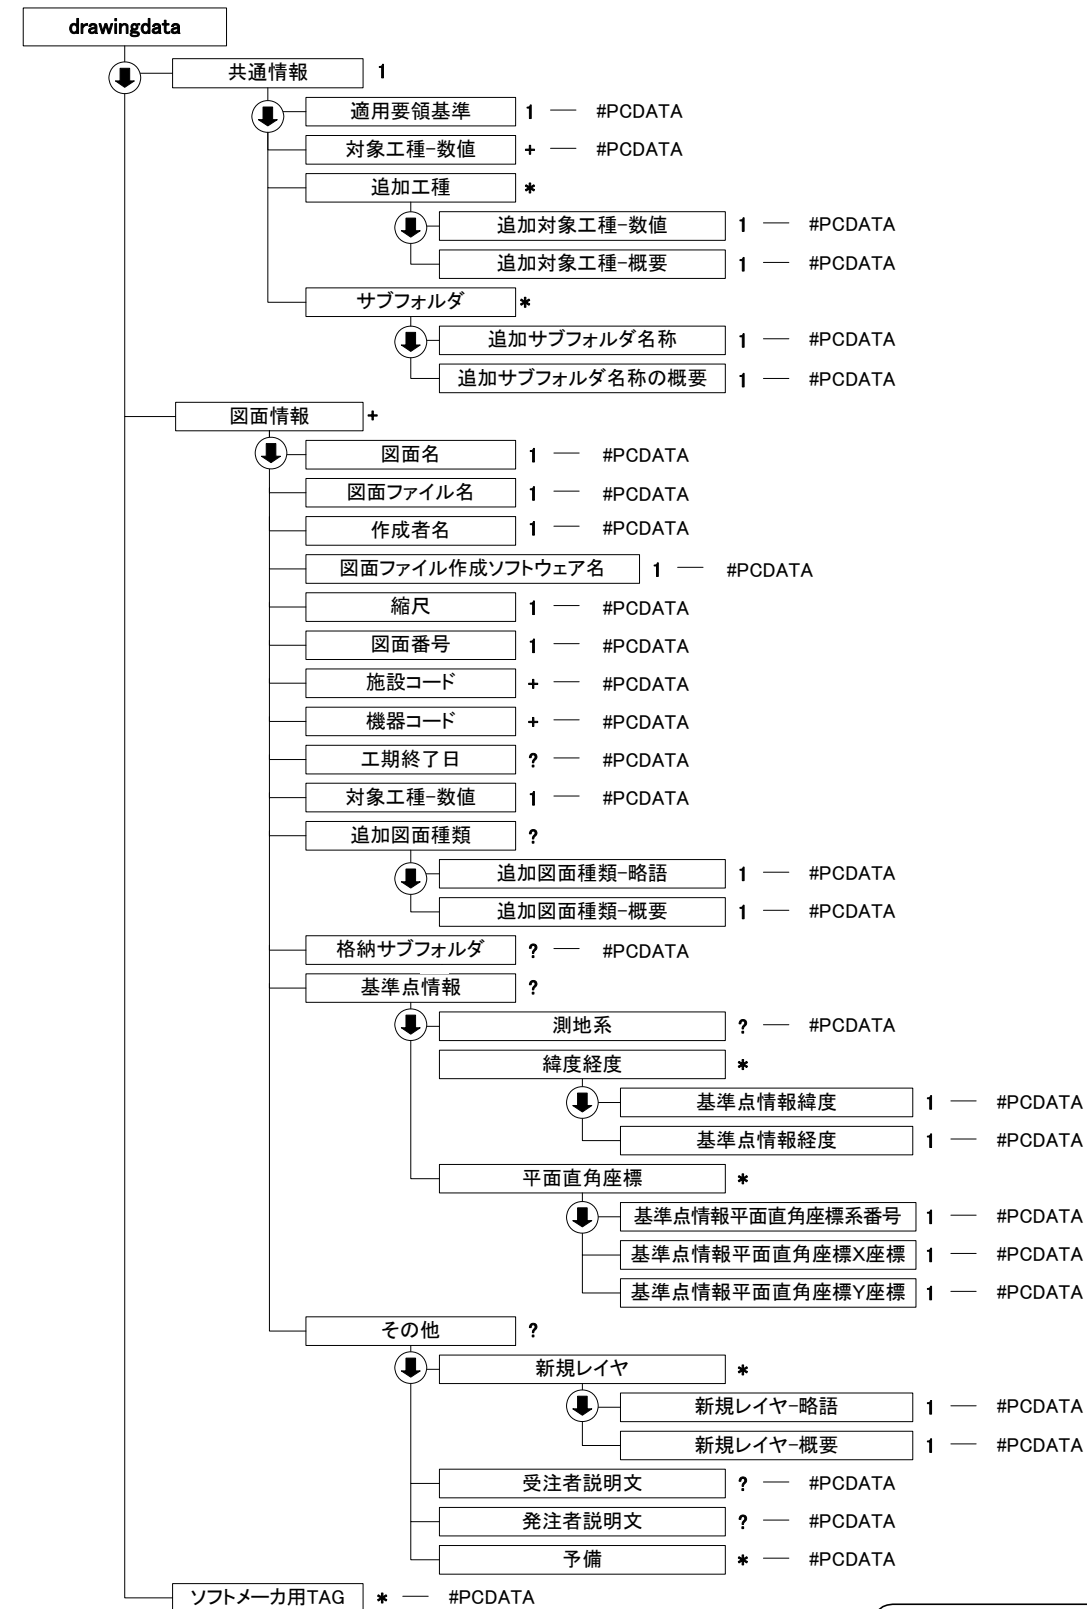 drawingdata
共通情報 1
適用要領基準 1 — #PCDATA
対象工種-数値 + — #PCDATA
追加工種 *
追加対象工種-数値 1 — #PCDATA
追加対象工種-概要 1 — #PCDATA
サブフォルダ *
追加サブフォルダ名称 1 — #PCDATA
追加サブフォルダ名称の概要 1 — #PCDATA
図面情報 +
図面名 1 — #PCDATA
図面ファイル名 1 — #PCDATA
作成者名 1 — #PCDATA
図面ファイル作成ソフトウェア名 1 — #PCDATA
縮尺 1 — #PCDATA
図面番号 1 — #PCDATA
施設コード + — #PCDATA
機器コード + — #PCDATA
工期終了日 ? — #PCDATA
対象工種-数値 1 — #PCDATA
追加図面種類 ?
追加図面種類-略語 1 — #PCDATA
追加図面種類-概要 1 — #PCDATA
格納サブフォルダ ? — #PCDATA
基準点情報 ?
測地系 ? — #PCDATA
緯度経度 *
基準点情報緯度 1 — #PCDATA
基準点情報経度 1 — #PCDATA
平面直角座標 *
基準点情報平面直角座標系番号 1 — #PCDATA
基準点情報平面直角座標X座標 1 — #PCDATA
基準点情報平面直角座標Y座標 1 — #PCDATA
その他 ?
新規レイヤ *
新規レイヤ-略語 1 — #PCDATA
新規レイヤ-概要 1 — #PCDATA
受注者説明文 ? — #PCDATA
発注者説明文 ? — #PCDATA
予備 * — #PCDATA
ソフトメーカ用TAG * — #PCDATA